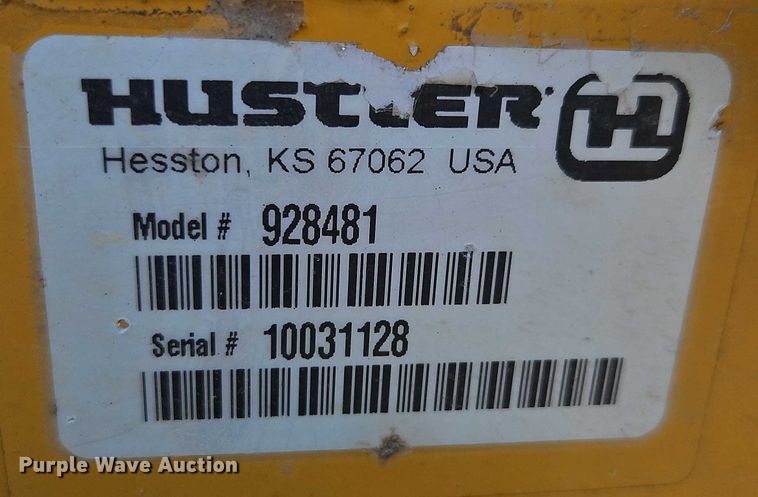 HUSTLER H
Hesston, KS 67062 USA
Model # 928481
Serial # 10031128
Purple Wave Auction